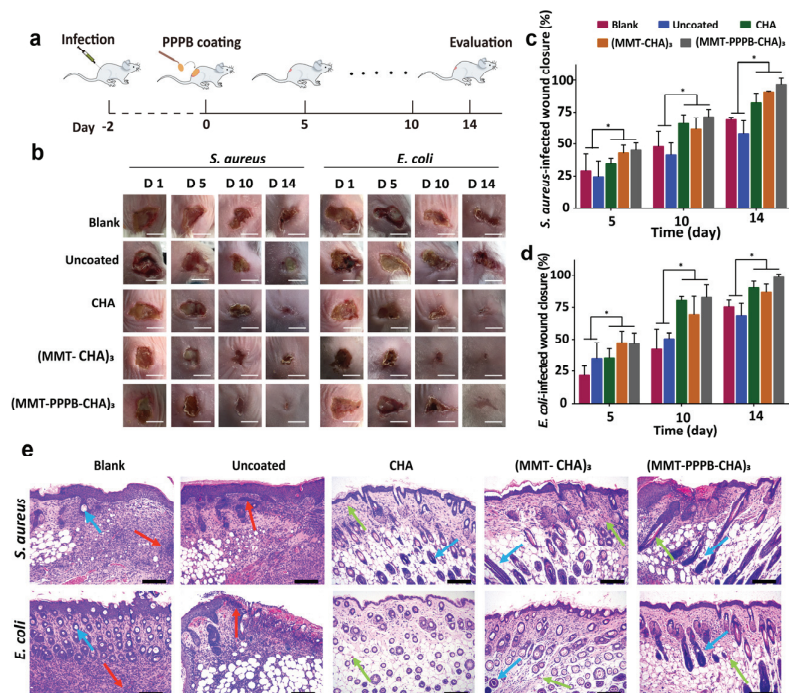 a
Infection
PPPB coating
Evaluation
Day -2 0 5 10 14
b
S. aureus E. coli
D 1 D 5 D 10 D 14 D 1 D 5 D 10 D 14
Blank
Uncoated
CHA
(MMT- CHA)₃
(MMT-PPPB-CHA)₃
c
Blank Uncoated CHA
(MMT-CHA)₃ (MMT-PPPB-CHA)₃
S. aureus-infected wound closure (%)
100
75
50
25
0
* * *
5 10 14
Time (day)
d
E. coli-infected wound closure (%)
100
75
50
25
0
* * *
5 10 14
Time (day)
e
Blank Uncoated CHA (MMT- CHA)₃ (MMT-PPPB-CHA)₃
S. aureus
E. coli